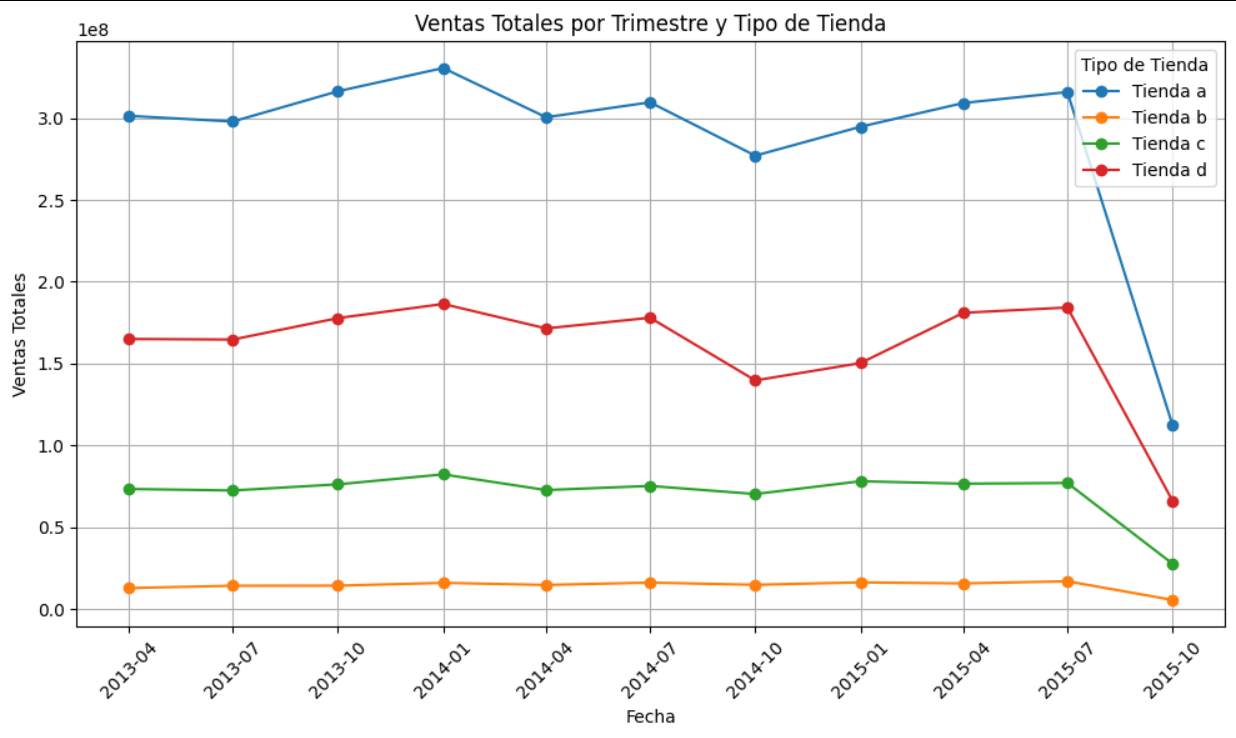 Ventas Totales por Trimestre y Tipo de Tienda
1e8
Tipo de Tienda
Tienda a
Tienda b
Tienda c
Tienda d
3.0
2.5
2.0
1.5
1.0
0.5
0.0
Ventas Totales
2013-04
2013-07
2013-10
2014-01
2014-04
2014-07
2014-10
2015-01
2015-04
2015-07
2015-10
Fecha